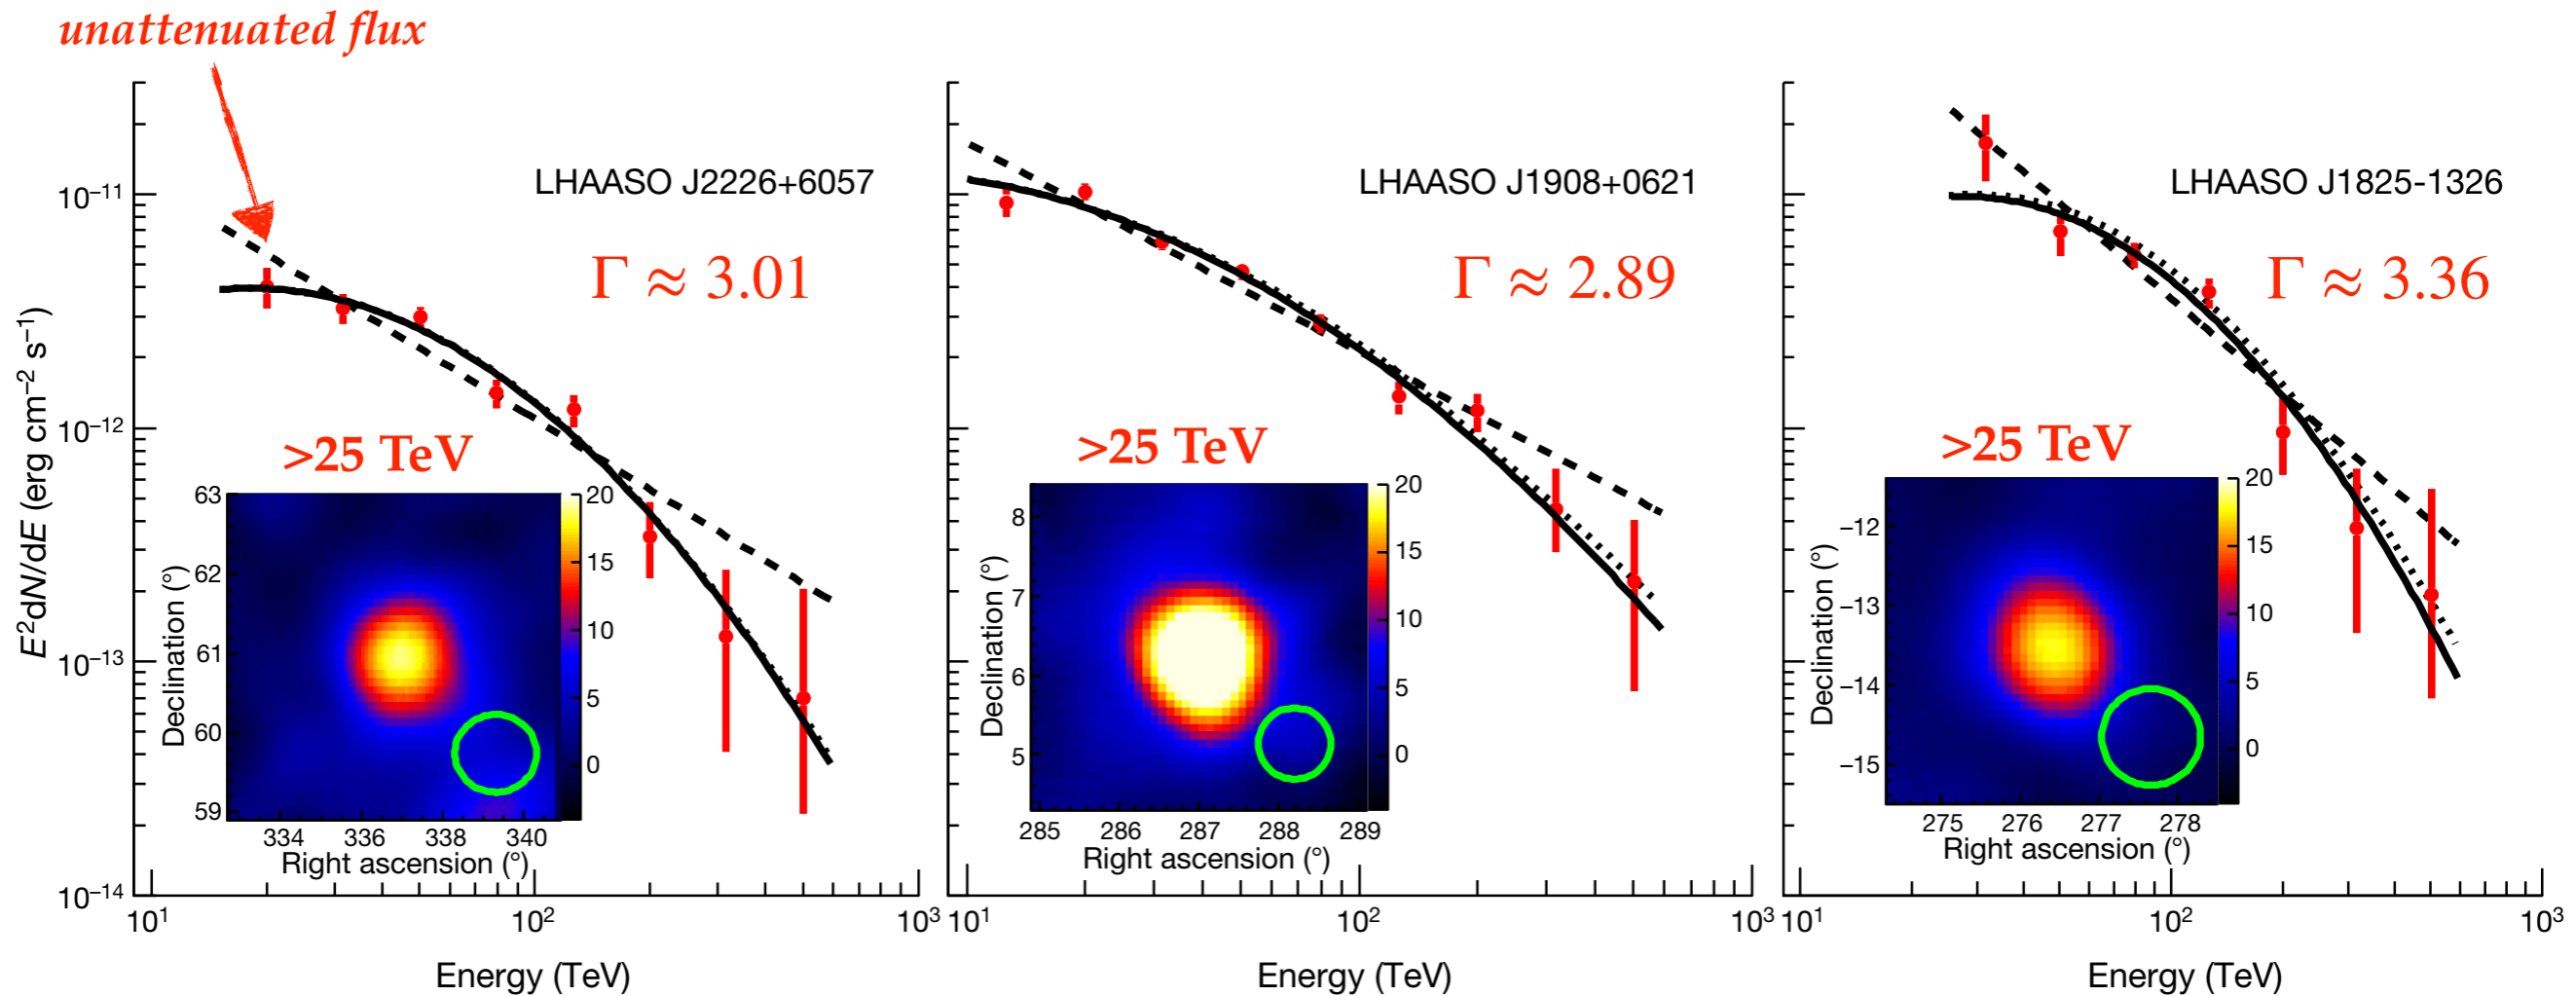 unattenuated flux
E²dN/dE (erg cm⁻² s⁻¹)
10⁻¹¹
10⁻¹²
10⁻¹³
10⁻¹⁴
LHAASO J2226+6057
Γ ≈ 3.01
>25 TeV
63
62
61
60
59
Declination (°)
334 336 338 340
Right ascension (°)
20
15
10
5
0
10¹ 10² 10³
Energy (TeV)
LHAASO J1908+0621
Γ ≈ 2.89
>25 TeV
8
7
6
5
Declination (°)
285 286 287 288 289
Right ascension (°)
20
15
10
5
0
10¹ 10² 10³
Energy (TeV)
LHAASO J1825-1326
Γ ≈ 3.36
>25 TeV
−12
−13
−14
−15
Declination (°)
275 276 277 278
Right ascension (°)
20
15
10
5
0
10¹ 10² 10³
Energy (TeV)